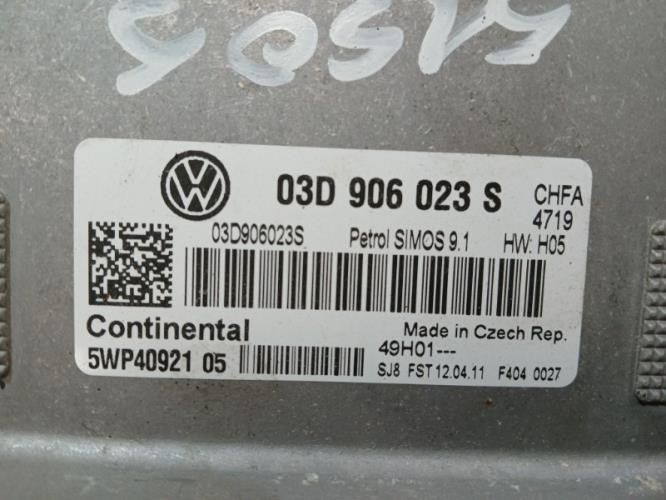 VW
03D 906 023 S CHFA
4719
03D906023S Petrol SIMOS 9.1 HW: H05
Continental Made in Czech Rep.
5WP40921 05 49H01---
SJ8 FST 12.04.11 F404 0027